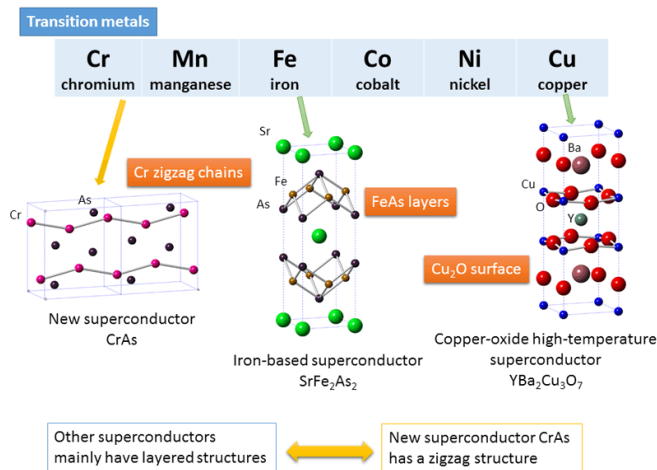 Transition metals
Cr Mn Fe Co Ni Cu
chromium manganese iron cobalt nickel copper
Cr zigzag chains
Cr
As
New superconductor
CrAs
Sr
Fe
As
FeAs layers
Iron-based superconductor
SrFe₂As₂
Ba
Cu
O
Y
Cu₂O surface
Copper-oxide high-temperature
superconductor
YBa₂Cu₃O₇
Other superconductors
mainly have layered structures
New superconductor CrAs
has a zigzag structure